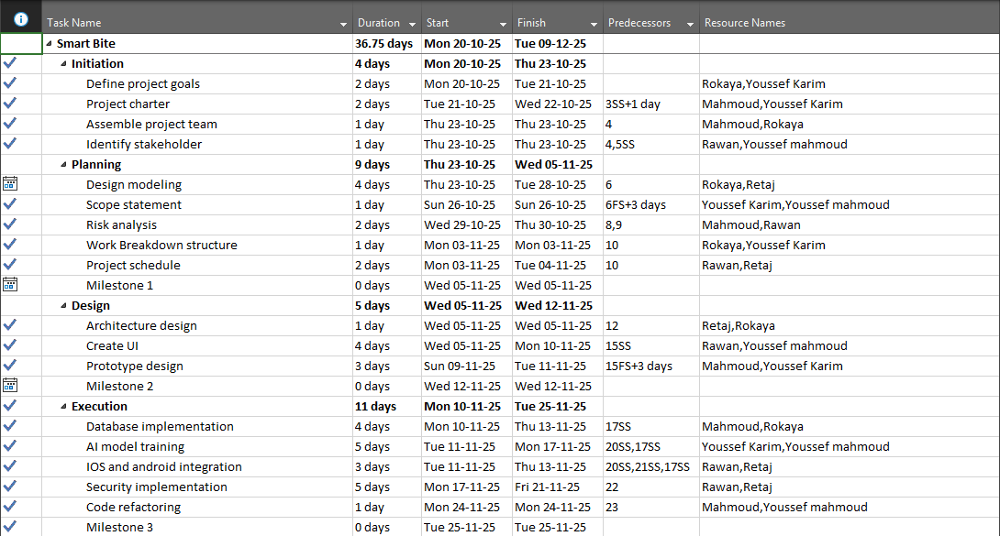 Task Name Duration Start Finish Predecessors Resource Names
Smart Bite 36.75 days Mon 20-10-25 Tue 09-12-25
Initiation 4 days Mon 20-10-25 Thu 23-10-25
Define project goals 2 days Mon 20-10-25 Tue 21-10-25 Rokaya,Youssef Karim
Project charter 2 days Tue 21-10-25 Wed 22-10-25 3SS+1 day Mahmoud,Youssef Karim
Assemble project team 1 day Thu 23-10-25 Thu 23-10-25 4 Mahmoud,Rokaya
Identify stakeholder 1 day Thu 23-10-25 Thu 23-10-25 4,5SS Rawan,Youssef mahmoud
Planning 9 days Thu 23-10-25 Wed 05-11-25
Design modeling 4 days Thu 23-10-25 Tue 28-10-25 6 Rokaya,Retaj
Scope statement 1 day Sun 26-10-25 Sun 26-10-25 6FS+3 days Youssef Karim,Youssef mahmoud
Risk analysis 2 days Wed 29-10-25 Thu 30-10-25 8,9 Mahmoud,Rawan
Work Breakdown structure 1 day Mon 03-11-25 Mon 03-11-25 10 Rokaya,Youssef Karim
Project schedule 2 days Mon 03-11-25 Tue 04-11-25 10 Rawan,Retaj
Milestone 1 0 days Wed 05-11-25 Wed 05-11-25
Design 5 days Wed 05-11-25 Wed 12-11-25
Architecture design 1 day Wed 05-11-25 Wed 05-11-25 12 Retaj,Rokaya
Create UI 4 days Wed 05-11-25 Mon 10-11-25 15SS Rawan,Youssef mahmoud
Prototype design 3 days Sun 09-11-25 Tue 11-11-25 15FS+3 days Mahmoud,Youssef Karim
Milestone 2 0 days Wed 12-11-25 Wed 12-11-25
Execution 11 days Mon 10-11-25 Tue 25-11-25
Database implementation 4 days Mon 10-11-25 Thu 13-11-25 17SS Mahmoud,Rokaya
AI model training 5 days Tue 11-11-25 Mon 17-11-25 20SS,17SS Youssef Karim,Youssef mahmoud
IOS and android integration 3 days Tue 11-11-25 Thu 13-11-25 20SS,21SS,17SS Rawan,Retaj
Security implementation 5 days Mon 17-11-25 Fri 21-11-25 22 Rawan,Retaj
Code refactoring 1 day Mon 24-11-25 Mon 24-11-25 23 Mahmoud,Youssef mahmoud
Milestone 3 0 days Tue 25-11-25 Tue 25-11-25